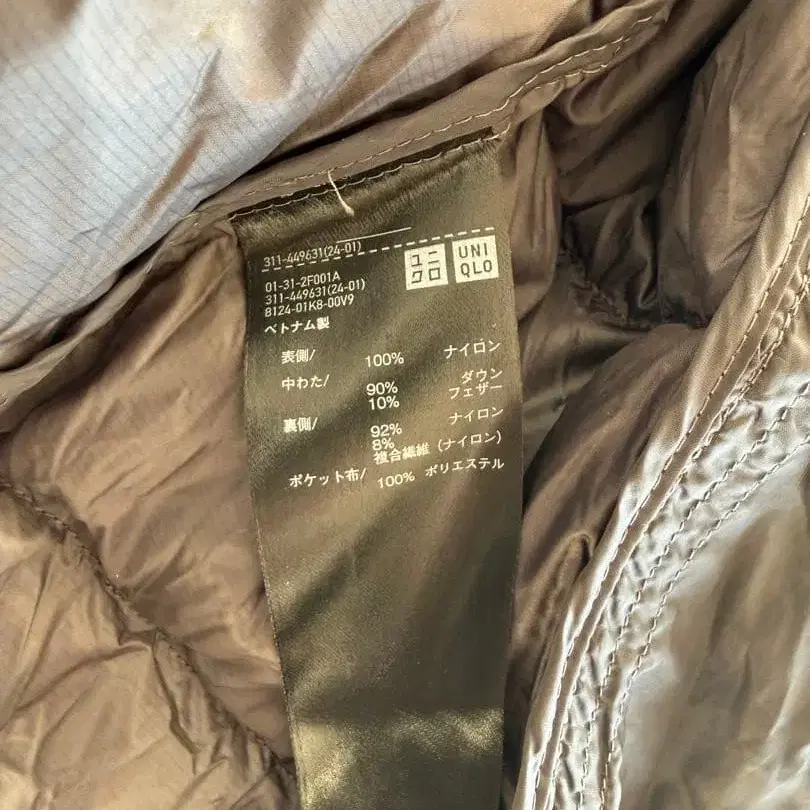 311-449631(24-01)
ユニクロ
UNIQLO
01-31-2F001A
311-449631(24-01)
8124-01K8-00V9
ベトナム製
表側/ 100% ナイロン
中わた/ 90% ダウン
10% フェザー
裏側/ 92% ナイロン
8% 複合繊維 (ナイロン)
ポケット布/ 100% ポリエステル